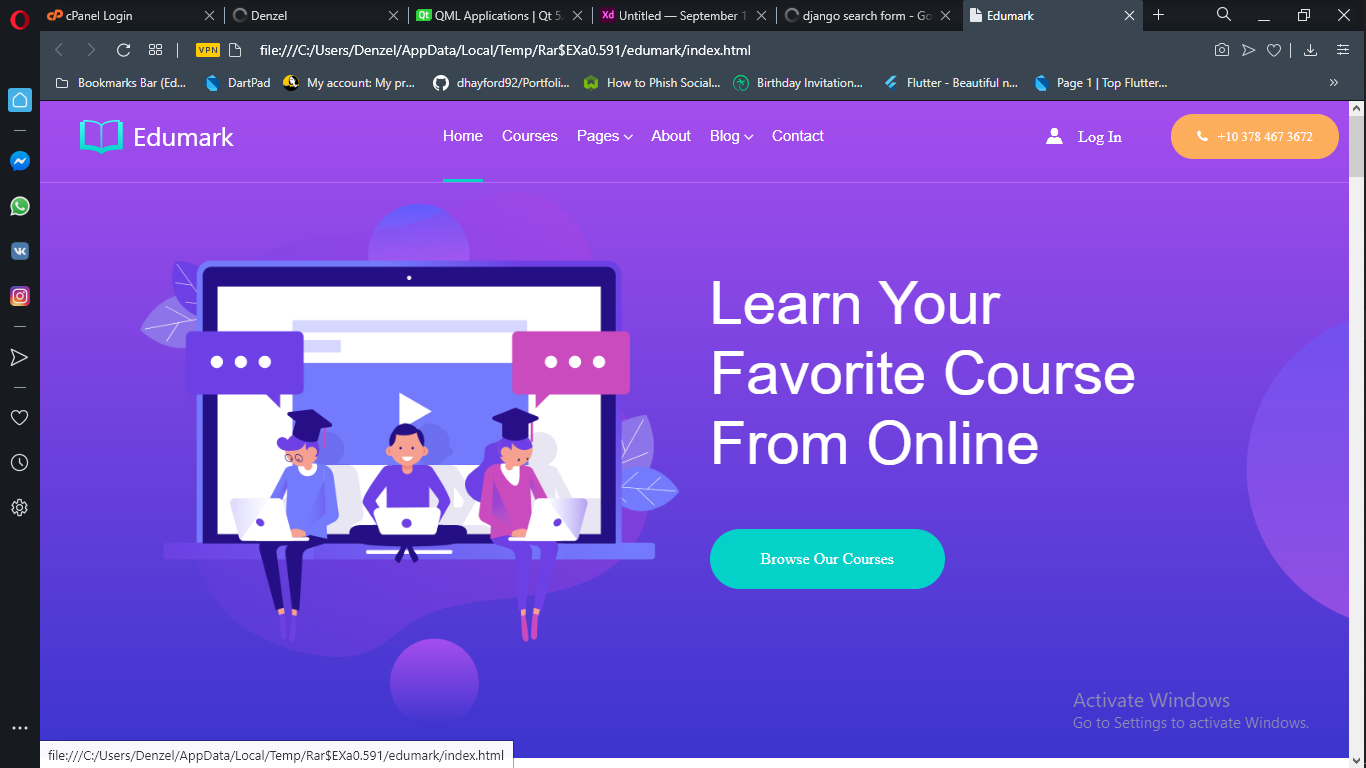 cPanel Login
Denzel
QML Applications | Qt 5.
Untitled — September 1
django search form - Go
Edumark
VPN
file:///C:/Users/Denzel/AppData/Local/Temp/Rar$EXa0.591/edumark/index.html
Bookmarks Bar (Ed...
DartPad
My account: My pr...
dhayford92/Portfoli...
How to Phish Social...
Birthday Invitation...
Flutter - Beautiful n...
Page 1 | Top Flutter...
Edumark
Home
Courses
Pages
About
Blog
Contact
Log In
+10 378 467 3672
Learn Your
Favorite Course
From Online
Browse Our Courses
Activate Windows
Go to Settings to activate Windows.
file:///C:/Users/Denzel/AppData/Local/Temp/Rar$EXa0.591/edumark/index.html